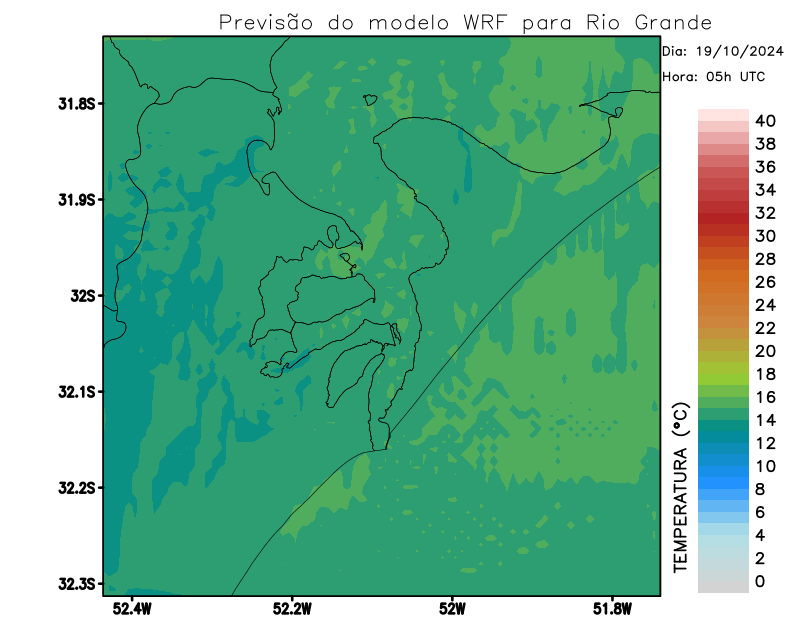 Previsão do modelo WRF para Rio Grande
Dia: 19/10/2024
Hora: 05h UTC
31.8S
31.9S
32S
32.1S
32.2S
32.3S
52.4W
52.2W
52W
51.8W
TEMPERATURA (°C)
40
38
36
34
32
30
28
26
24
22
20
18
16
14
12
10
8
6
4
2
0